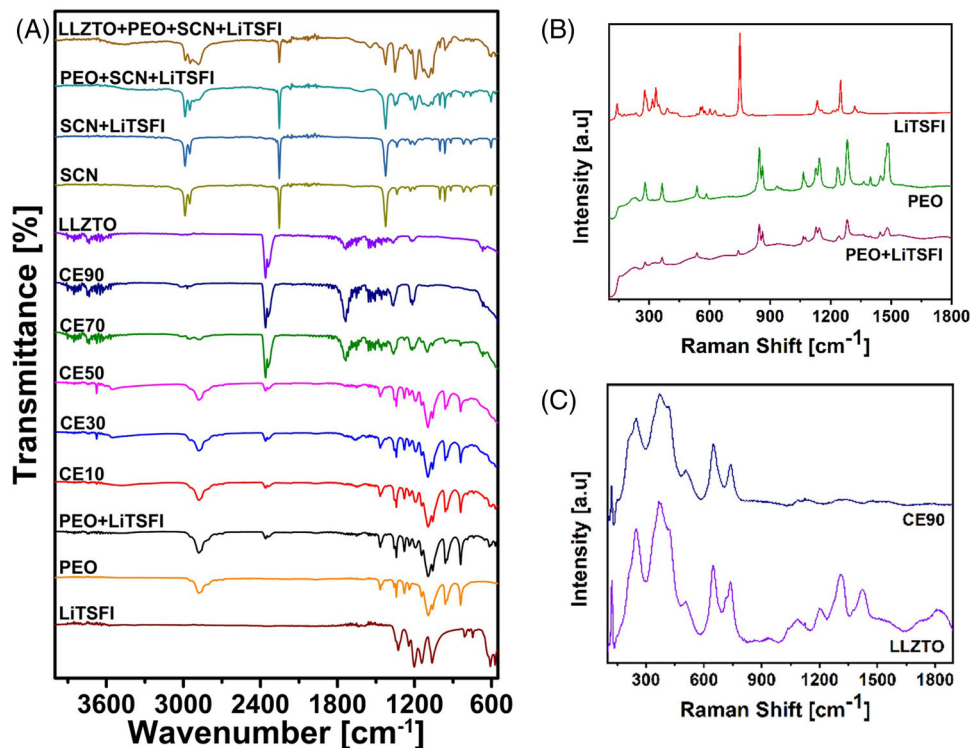 (A)
LLZTO+PEO+SCN+LiTSFI
PEO+SCN+LiTSFI
SCN+LiTSFI
SCN
LLZTO
CE90
CE70
CE50
CE30
CE10
PEO+LiTSFI
PEO
LiTSFI
Transmittance [%]
3600 3000 2400 1800 1200 600
Wavenumber [cm-1]
(B)
LiTSFI
PEO
PEO+LiTSFI
Intensity [a.u]
300 600 900 1200 1500 1800
Raman Shift [cm-1]
(C)
CE90
LLZTO
Intensity [a.u]
300 600 900 1200 1500 1800
Raman Shift [cm-1]